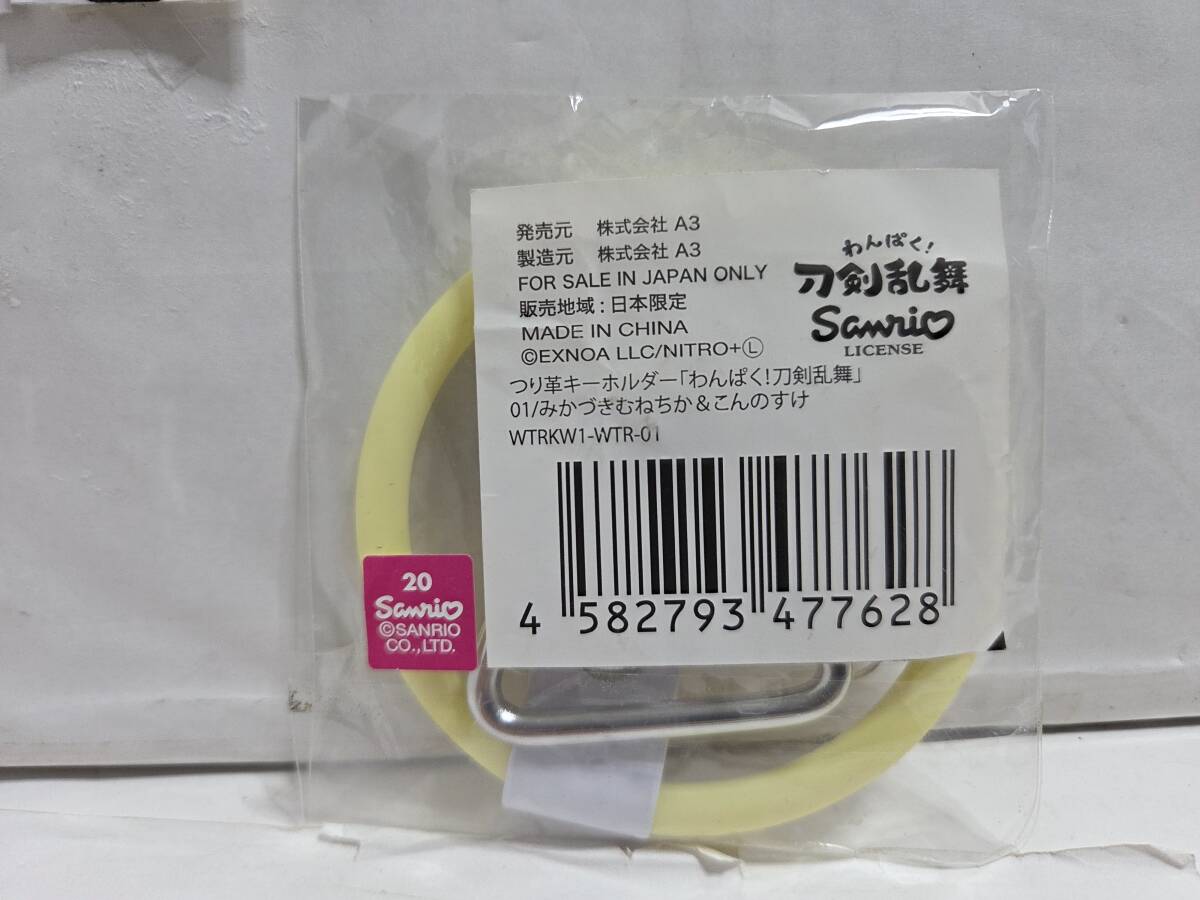 発売元 株式会社 A3
製造元 株式会社 A3
FOR SALE IN JAPAN ONLY
販売地域:日本限定
MADE IN CHINA
©EXNOA LLC/NITRO+Ⓛ
わんぱく!
刀剣乱舞
Sanrio
LICENSE
つり革キーホルダー「わんぱく!刀剣乱舞」
01/みかづきむねちか&こんのすけ
WTRKW1-WTR-01
4 582793 477628
20
Sanrio
©SANRIO
CO.,LTD.